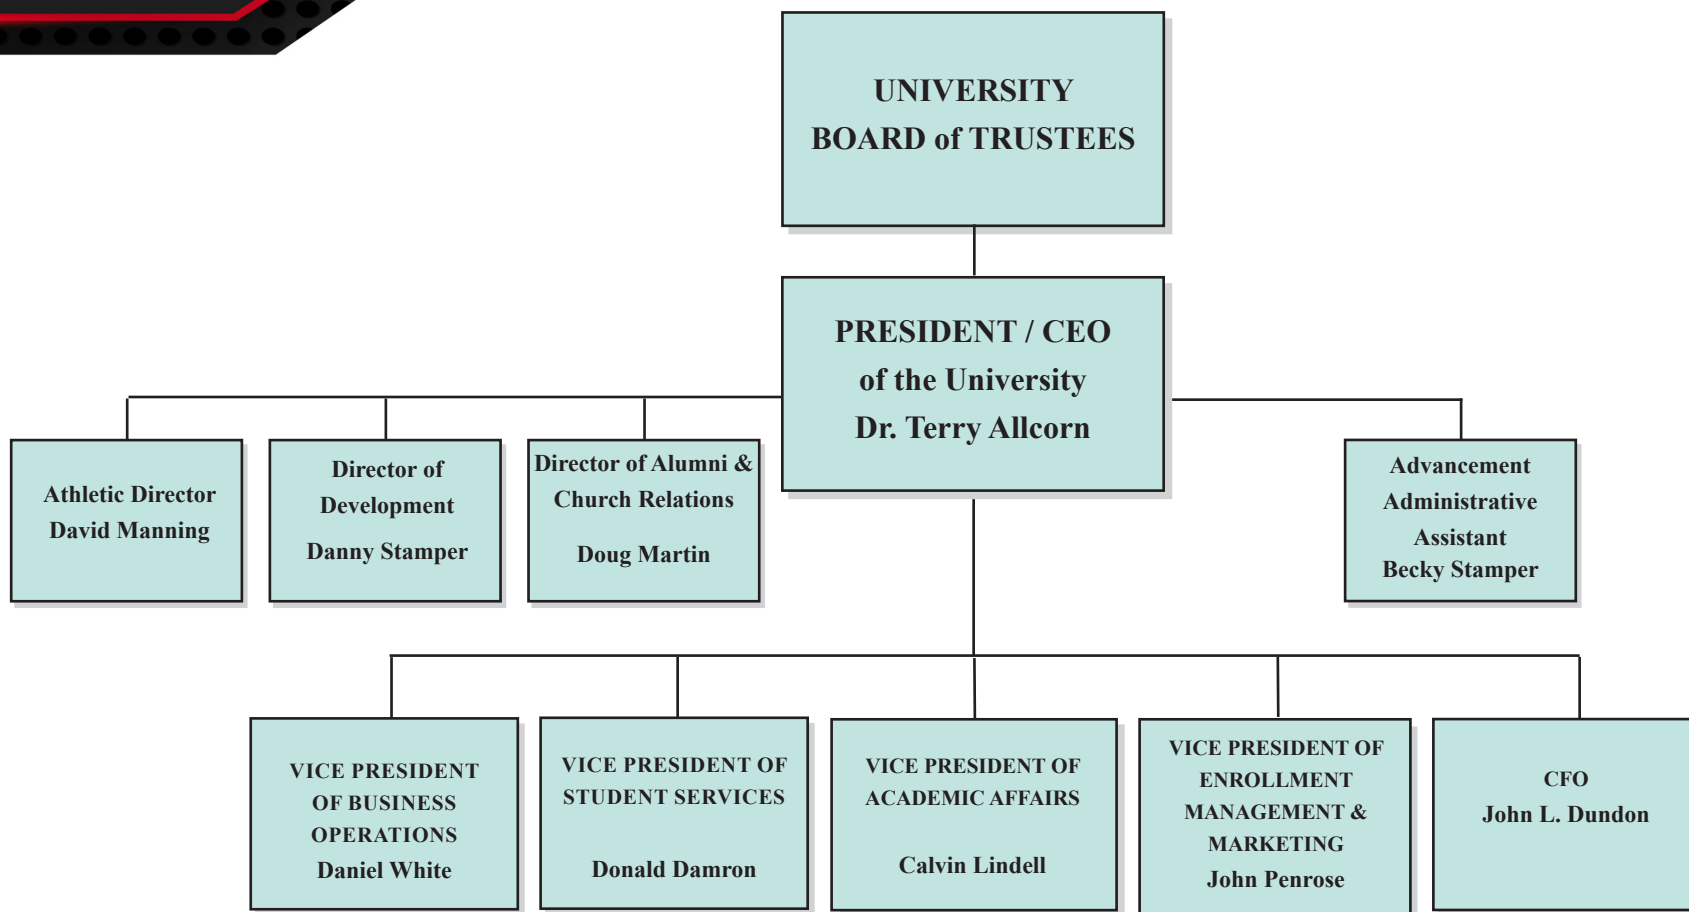 UNIVERSITY
BOARD of TRUSTEES
PRESIDENT / CEO
of the University
Dr. Terry Allcorn
Athletic Director
David Manning
Director of
Development
Danny Stamper
Director of Alumni &
Church Relations
Doug Martin
Advancement
Administrative
Assistant
Becky Stamper
VICE PRESIDENT
OF BUSINESS
OPERATIONS
Daniel White
VICE PRESIDENT OF
STUDENT SERVICES
Donald Damron
VICE PRESIDENT OF
ACADEMIC AFFAIRS
Calvin Lindell
VICE PRESIDENT OF
ENROLLMENT
MANAGEMENT &
MARKETING
John Penrose
CFO
John L. Dundon